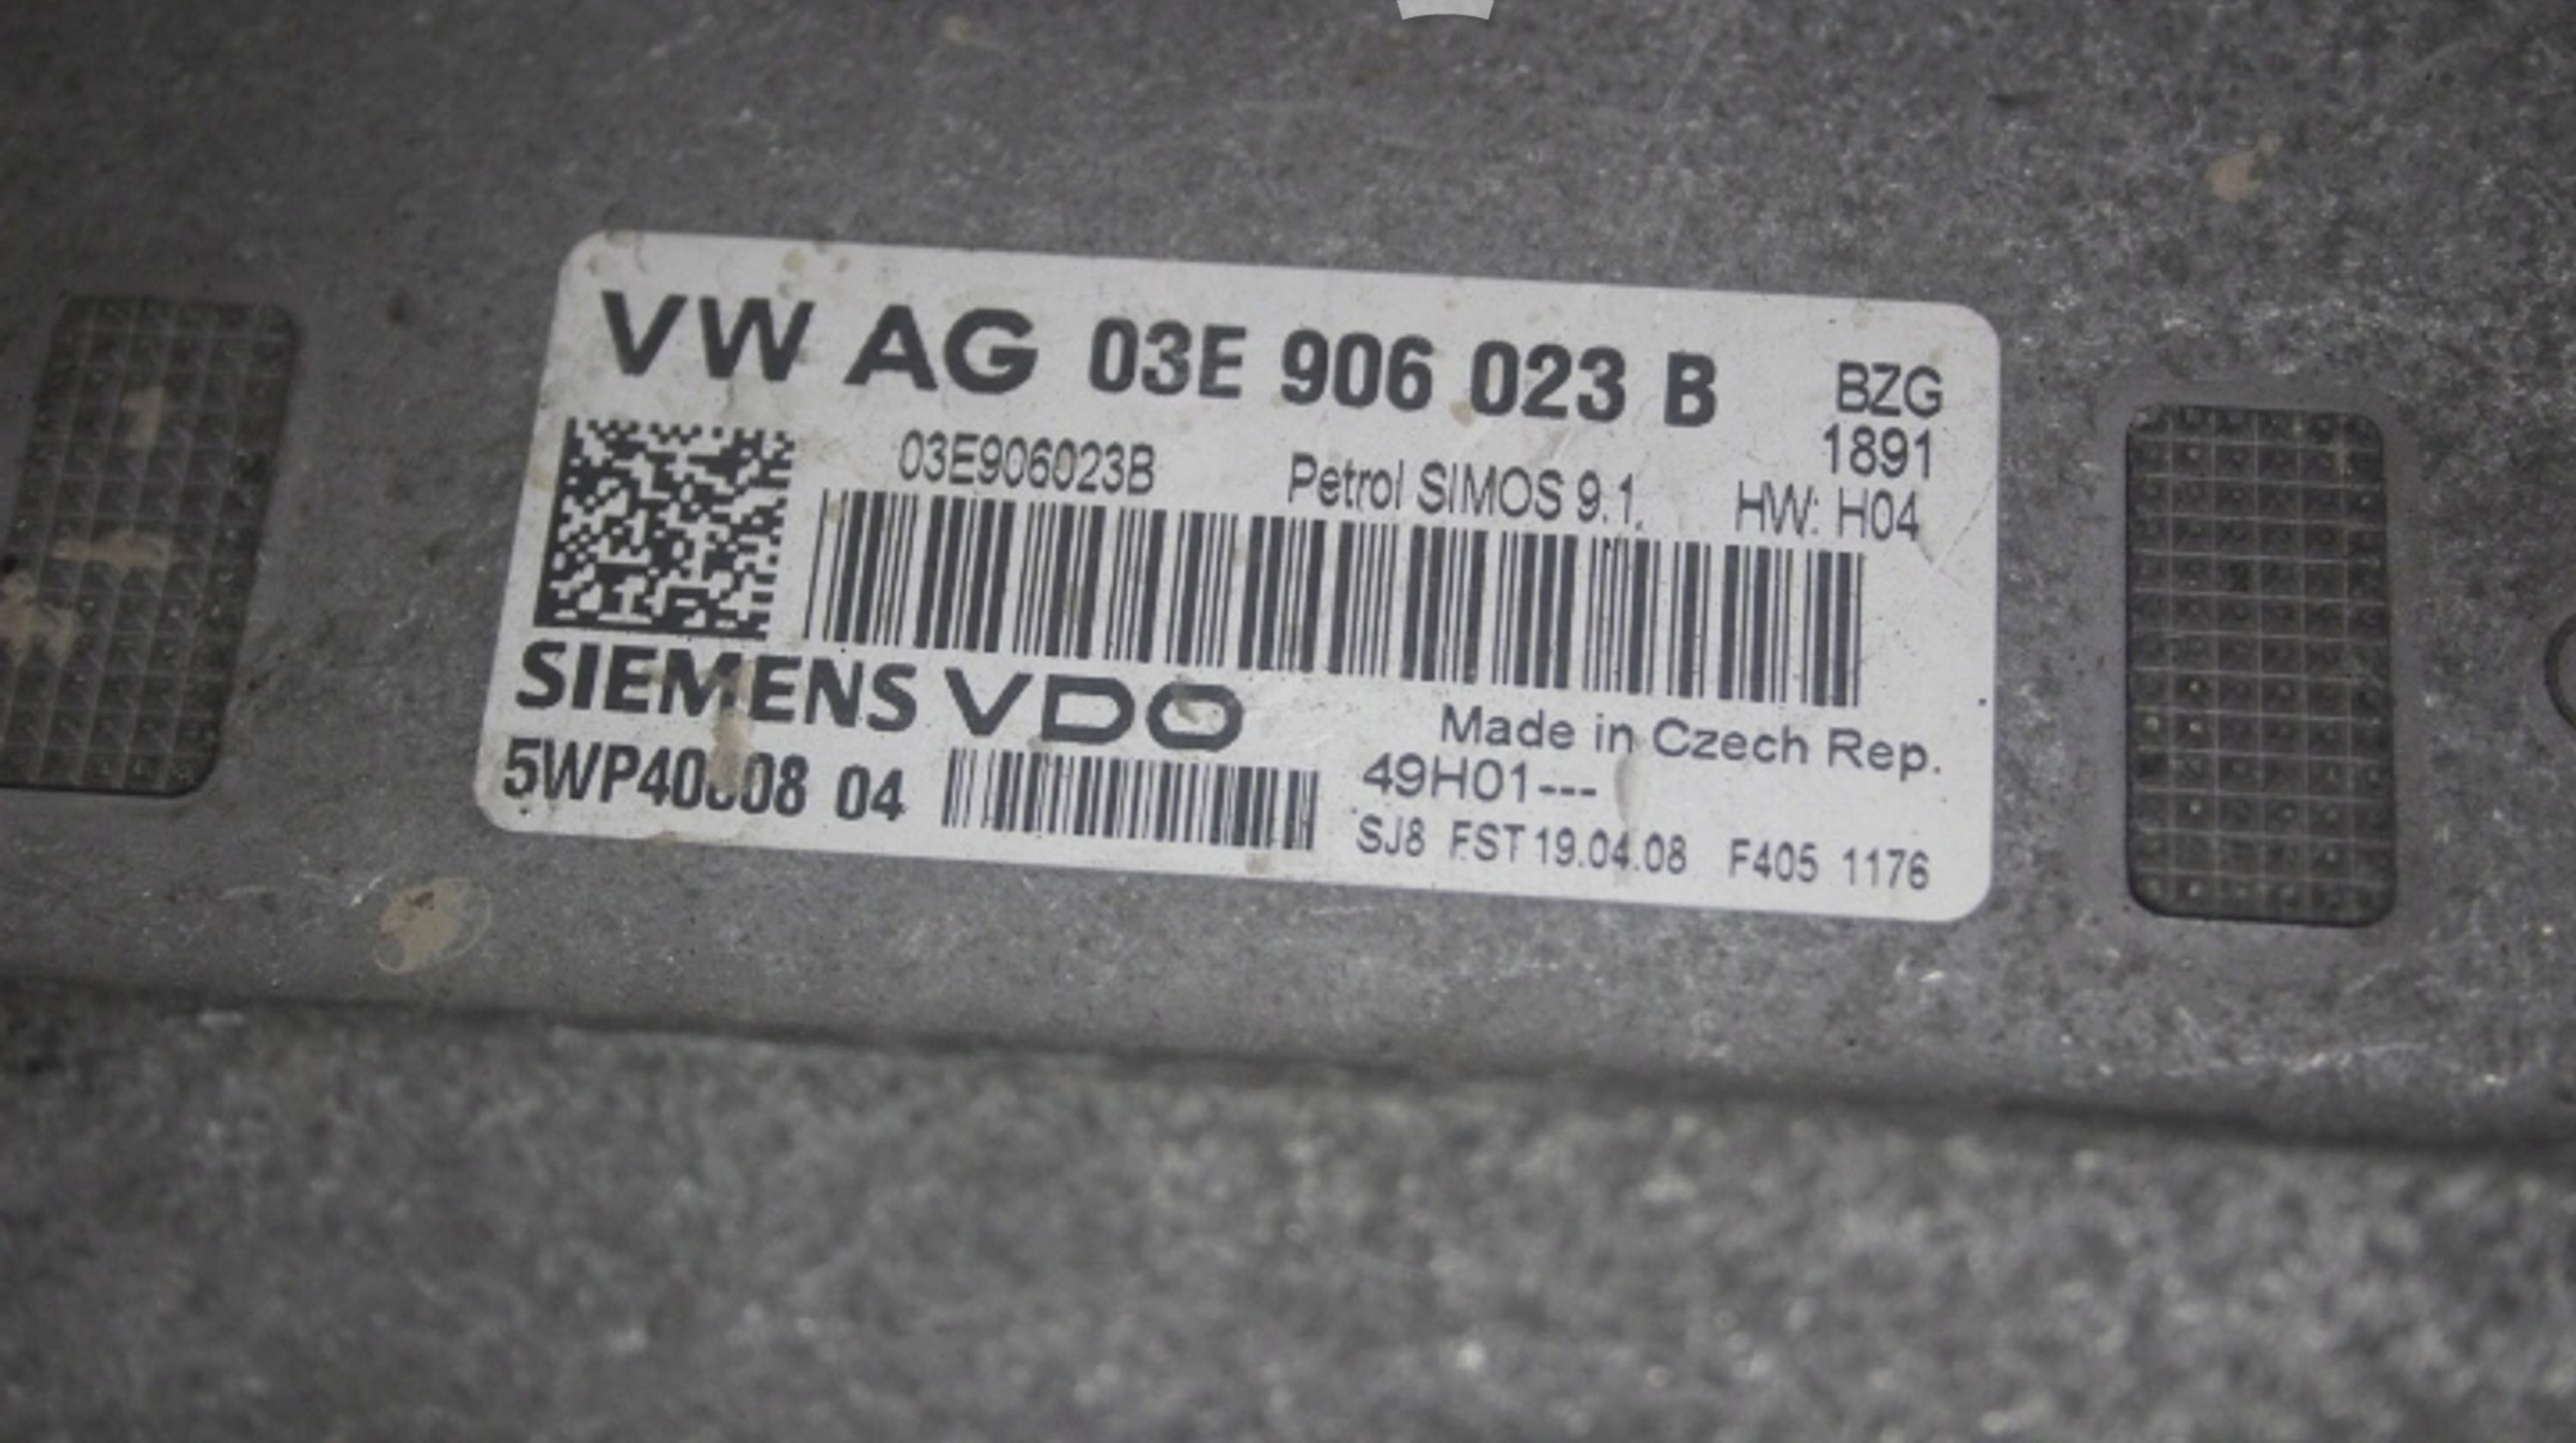 VW AG 03E 906 023 B
BZG
1891
03E906023B Petrol SIMOS 9.1. HW: H04
SIEMENS VDO
Made in Czech Rep.
04
49H01---
SJ8 FST 19.04.08 F405 1176